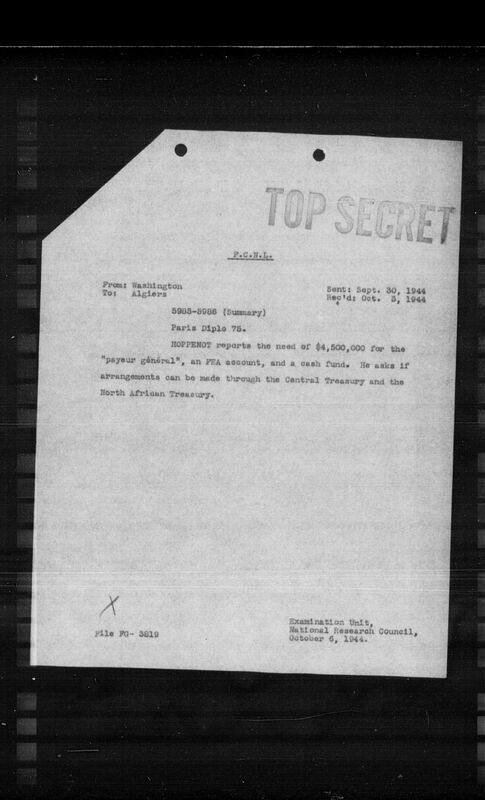 TOP SECRET
F.C.N.L.
From: Washington
To: Algiers
Sent: Sept. 30, 1944
Rec'd: Oct. 3, 1944
5985-5986 (Summary)
Paris Diplo 75.
HOPPENOT reports the need of $4,500,000 for the
"payeur général", an FEA account, and a cash fund. He asks if
arrangements can be made through the Central Treasury and the
North African Treasury.
X
File FG- 3819
Examination Unit,
National Research Council,
October 6, 1944.